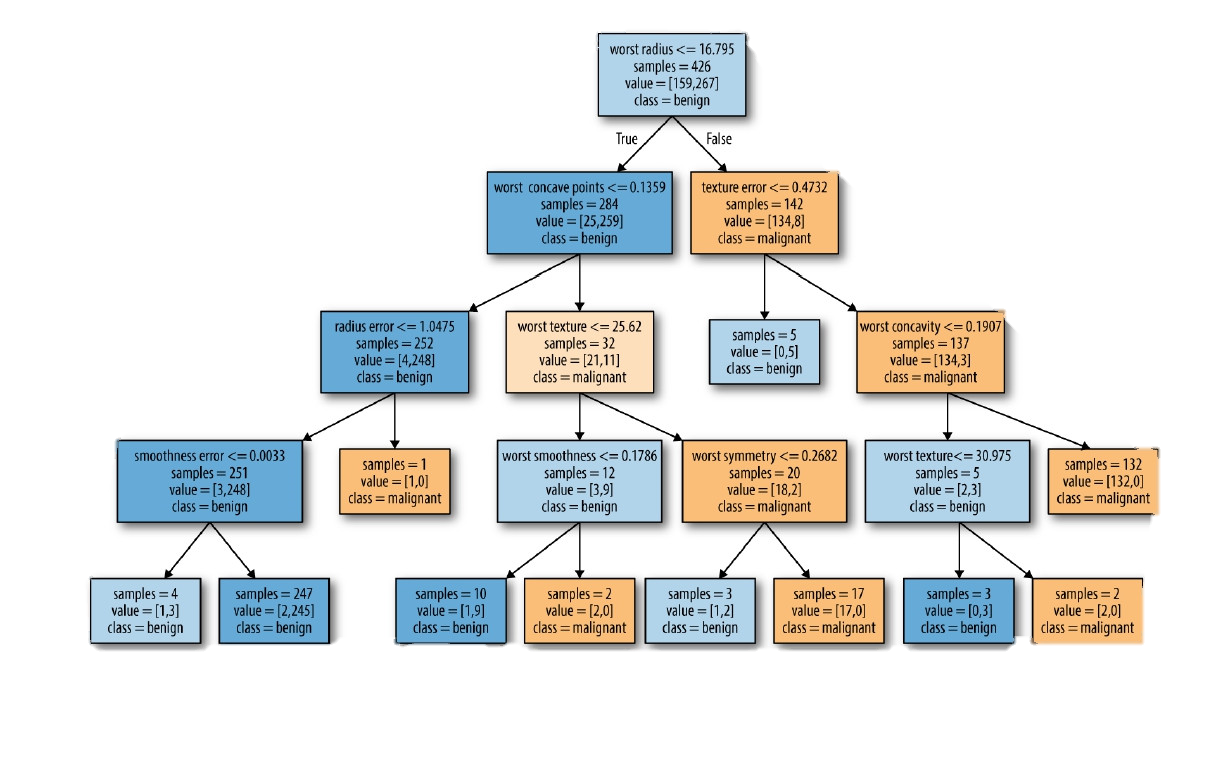 worst radius <= 16.795
samples = 426
value = [159,267]
class = benign
True
False
worst concave points <= 0.1359
samples = 284
value = [25,259]
class = benign
texture error <= 0.4732
samples = 142
value = [134,8]
class = malignant
radius error <= 1.0475
samples = 252
value = [4,248]
class = benign
worst texture <= 25.62
samples = 32
value = [21,11]
class = malignant
samples = 5
value = [0,5]
class = benign
worst concavity <= 0.1907
samples = 137
value = [134,3]
class = malignant
smoothness error <= 0.0033
samples = 251
value = [3,248]
class = benign
samples = 1
value = [1,0]
class = malignant
worst smoothness <= 0.1786
samples = 12
value = [3,9]
class = benign
worst symmetry <= 0.2682
samples = 20
value = [18,2]
class = malignant
worst texture<= 30.975
samples = 5
value = [2,3]
class = benign
samples = 132
value = [132,0]
class = malignant
samples = 4
value = [1,3]
class = benign
samples = 247
value = [2,245]
class = benign
samples = 10
value = [1,9]
class = benign
samples = 2
value = [2,0]
class = malignant
samples = 3
value = [1,2]
class = benign
samples = 17
value = [17,0]
class = malignant
samples = 3
value = [0,3]
class = benign
samples = 2
value = [2,0]
class = malignant